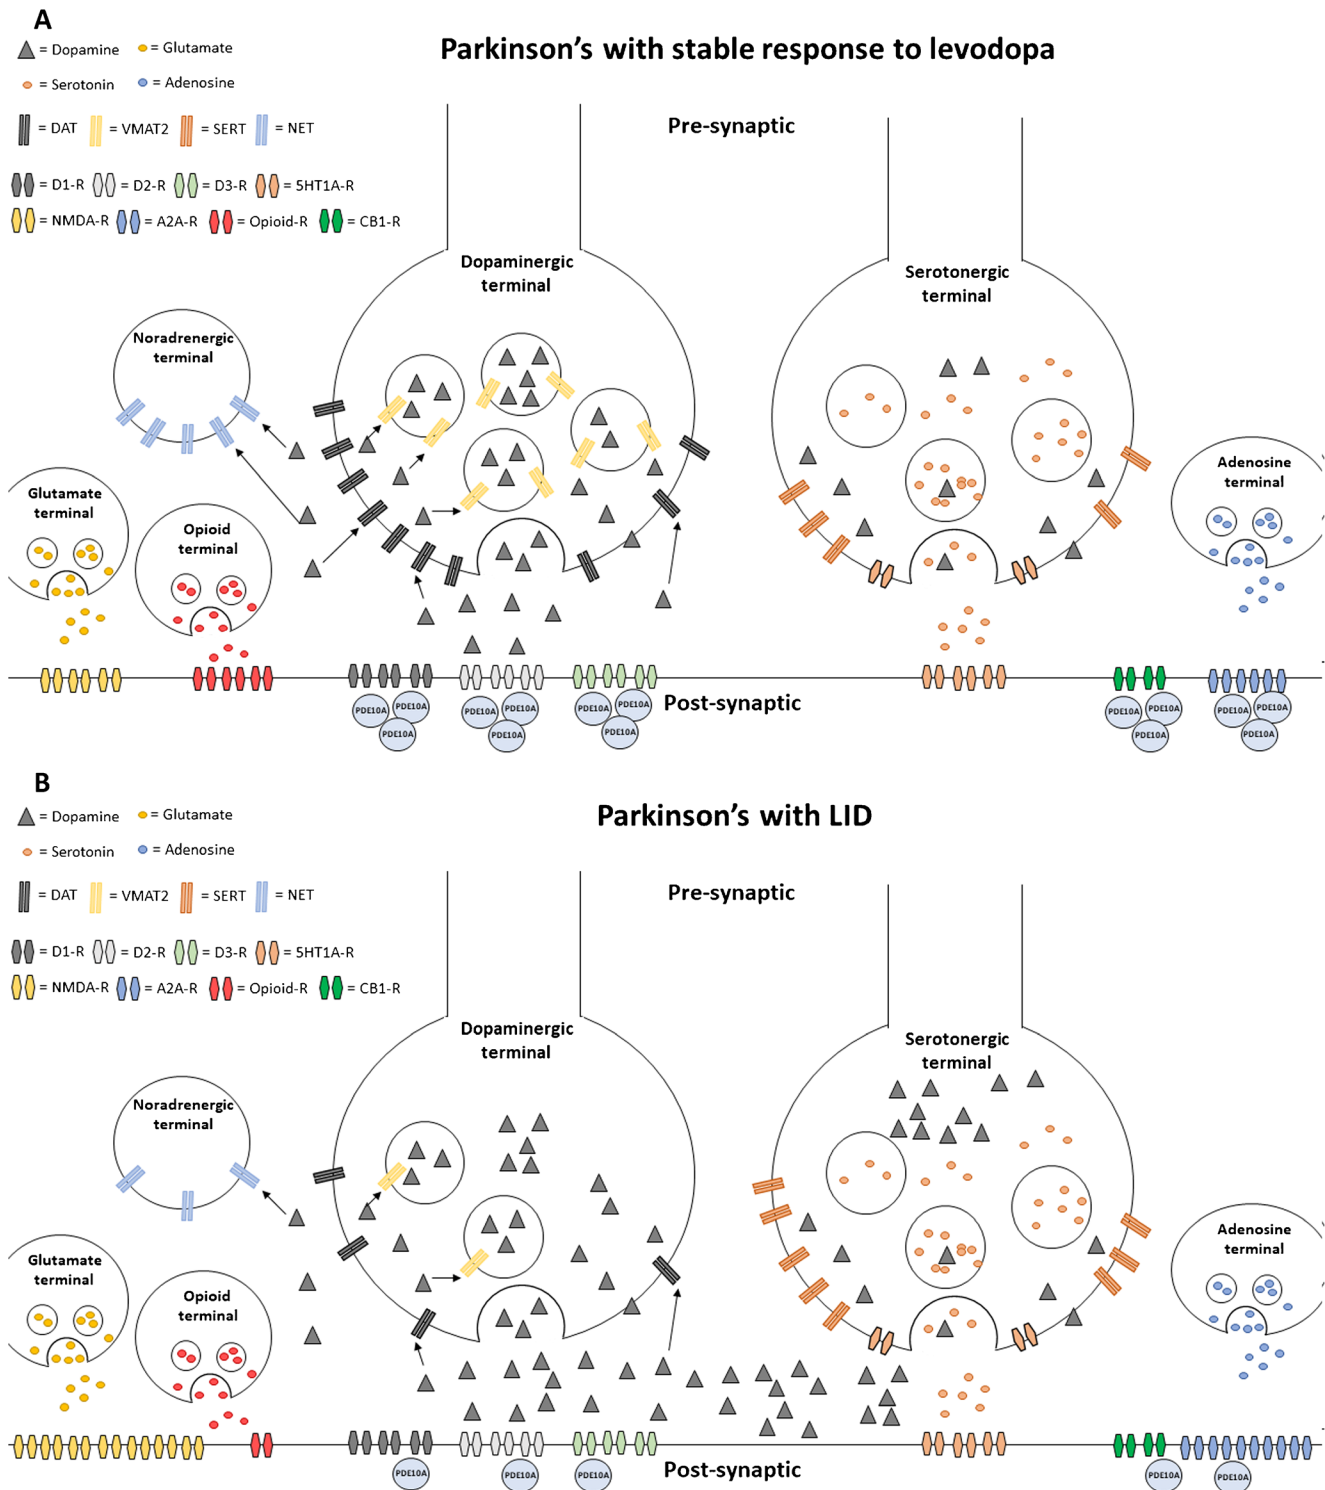 A
Parkinson's with stable response to levodopa
= Dopamine = Glutamate
= Serotonin = Adenosine
= DAT = VMAT2 = SERT = NET
= D1-R = D2-R = D3-R = 5HT1A-R
= NMDA-R = A2A-R = Opioid-R = CB1-R
Pre-synaptic
Dopaminergic
terminal
Serotonergic
terminal
Noradrenergic
terminal
Glutamate
terminal
Opioid
terminal
Adenosine
terminal
PDE10A PDE10A PDE10A PDE10A PDE10A PDE10A PDE10A PDE10A PDE10A PDE10A
PDE10A PDE10A PDE10A PDE10A PDE10A
Post-synaptic
B
Parkinson's with LID
= Dopamine = Glutamate
= Serotonin = Adenosine
= DAT = VMAT2 = SERT = NET
= D1-R = D2-R = D3-R = 5HT1A-R
= NMDA-R = A2A-R = Opioid-R = CB1-R
Pre-synaptic
Dopaminergic
terminal
Serotonergic
terminal
Noradrenergic
terminal
Glutamate
terminal
Opioid
terminal
Adenosine
terminal
Post-synaptic
PDE10A PDE10A PDE10A PDE10A PDE10A